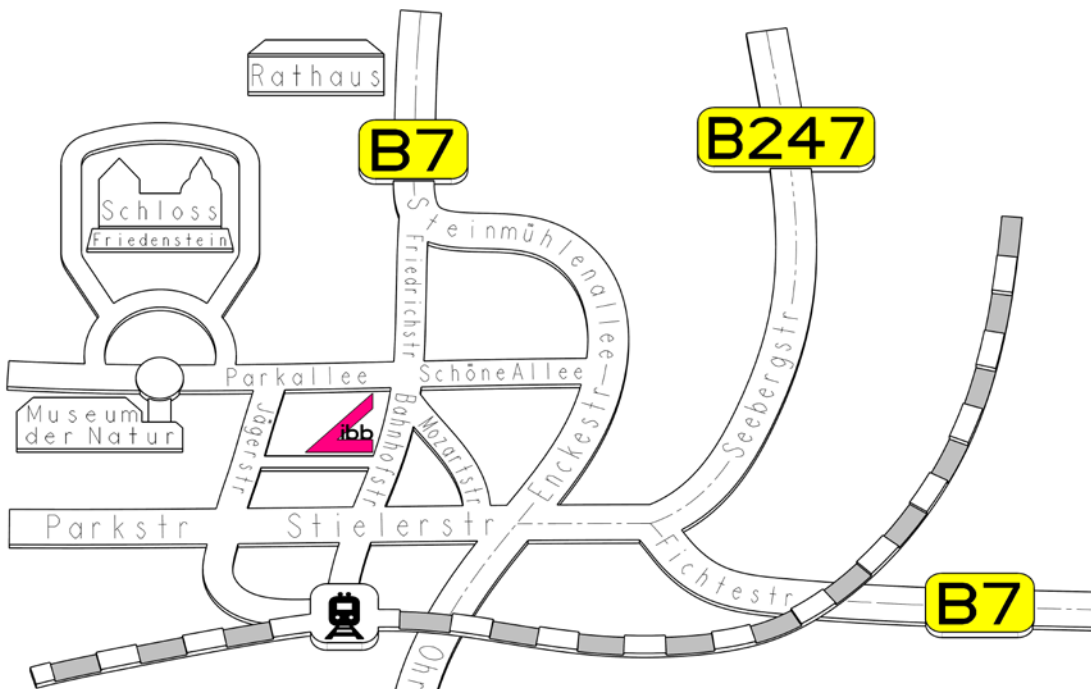 Rathaus
B7
B247
Schloss
Friedenstein
Steinmühlenallee
Friedrichstr
Parkallee
SchöneAllee
Seebergstr
Museum
der Natur
Jägerstr
ibb
Bahnhofstr
Mozartstr
Enckestr
Parkstr
Stielerstr
Fichtestr
B7
Ohr